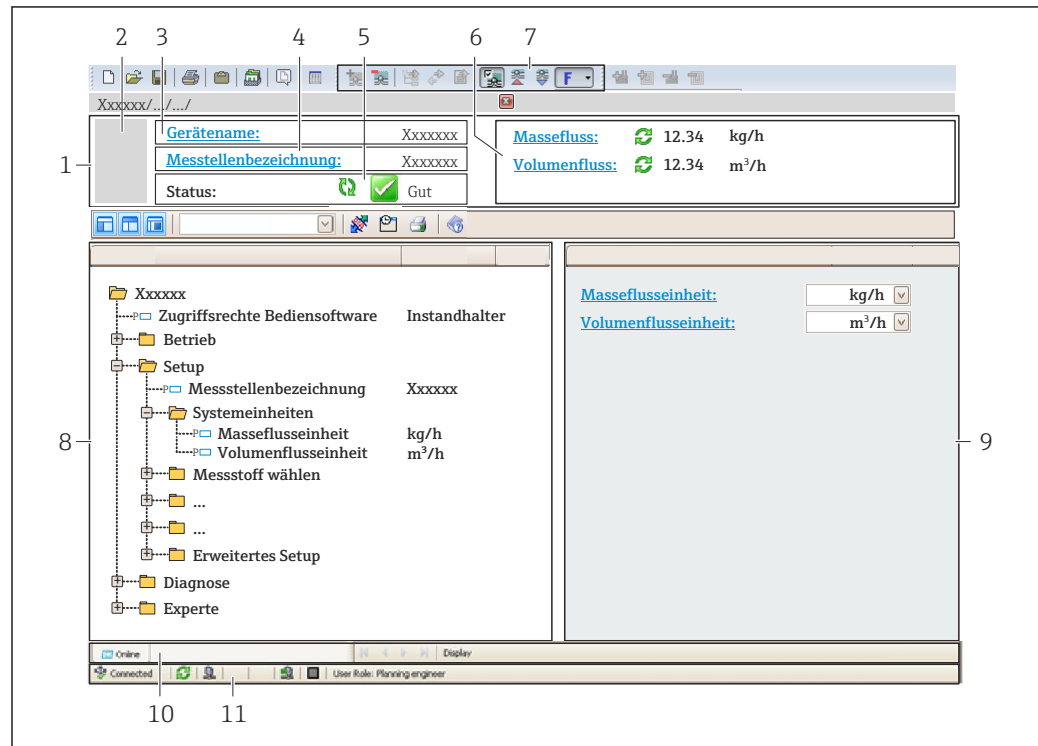 2 3 4 5 6 7
F
Xxxxxx/.../.../
1
Gerätename: Xxxxxxx
Messtellenbezeichnung: Xxxxxxx
Status: Gut
Massefluss: 12.34 kg/h
Volumenfluss: 12.34 m³/h
Xxxxxx
P Zugriffsrechte Bediensoftware Instandhalter
Betrieb
Setup
P Messstellenbezeichnung Xxxxxx
Systemeinheiten
P Masseflusseinheit kg/h
P Volumenflusseinheit m³/h
Messstoff wählen
...
...
Erweitertes Setup
Diagnose
Experte
8
Masseflusseinheit: kg/h
Volumenflusseinheit: m³/h
9
Online Display
Connected User Role: Planning engineer
10 11